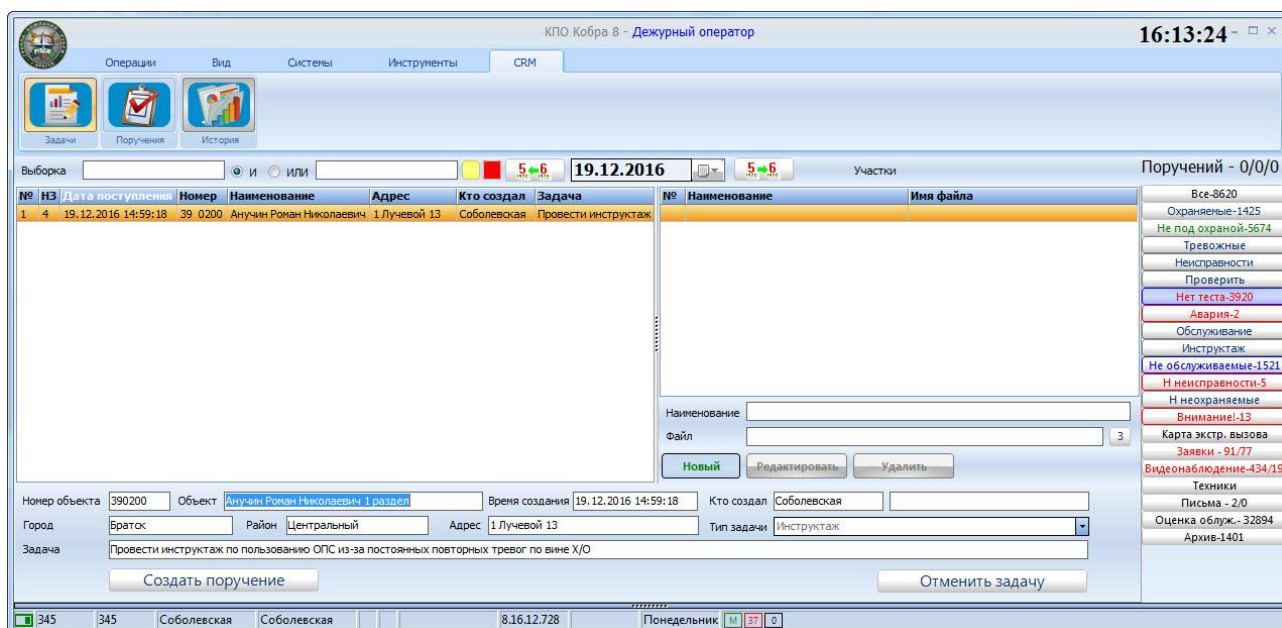 КПО Кобра 8 - Дежурный оператор
16:13:24
Операции Вид Системы Инструменты CRM
Задачи Поручения История
Выборка и или 5 6 19.12.2016 5 6 Участки Поручений - 0/0/0
№ НЗ Дата поступления Номер Наименование Адрес Кто создал Задача
1 4 19.12.2016 14:59:18 39 0200 Анучин Роман Николаевич 1 Лучевой 13 Соболевская Провести инструктаж
№ Наименование Имя файла
Все-8620
Охраняемые-1425
Не под охраной-5674
Тревожные
Неисправности
Проверить
Нет теста-3920
Авария-2
Обслуживание
Инструктаж
Не обслуживаемые-1521
Н неисправности-5
Н неохраняемые
Внимание!-13
Карта экстр. вызова
Заявки - 91/77
Видеонаблюдение-434/19
Техники
Письма - 2/0
Оценка облуж.- 32894
Архив-1401
Наименование
Файл З
Новый Редактировать Удалить
Номер объекта 390200 Объект Анучин Роман Николаевич 1 раздел Время создания 19.12.2016 14:59:18 Кто создал Соболевская
Город Братск Район Центральный Адрес 1 Лучевой 13 Тип задачи Инструктаж
Задача Провести инструктаж по пользованию ОПС из-за постоянных повторных тревог по вине Х/О
Создать поручение Отменить задачу
345 345 Соболевская Соболевская 8.16.12.728 Понедельник М 37 0